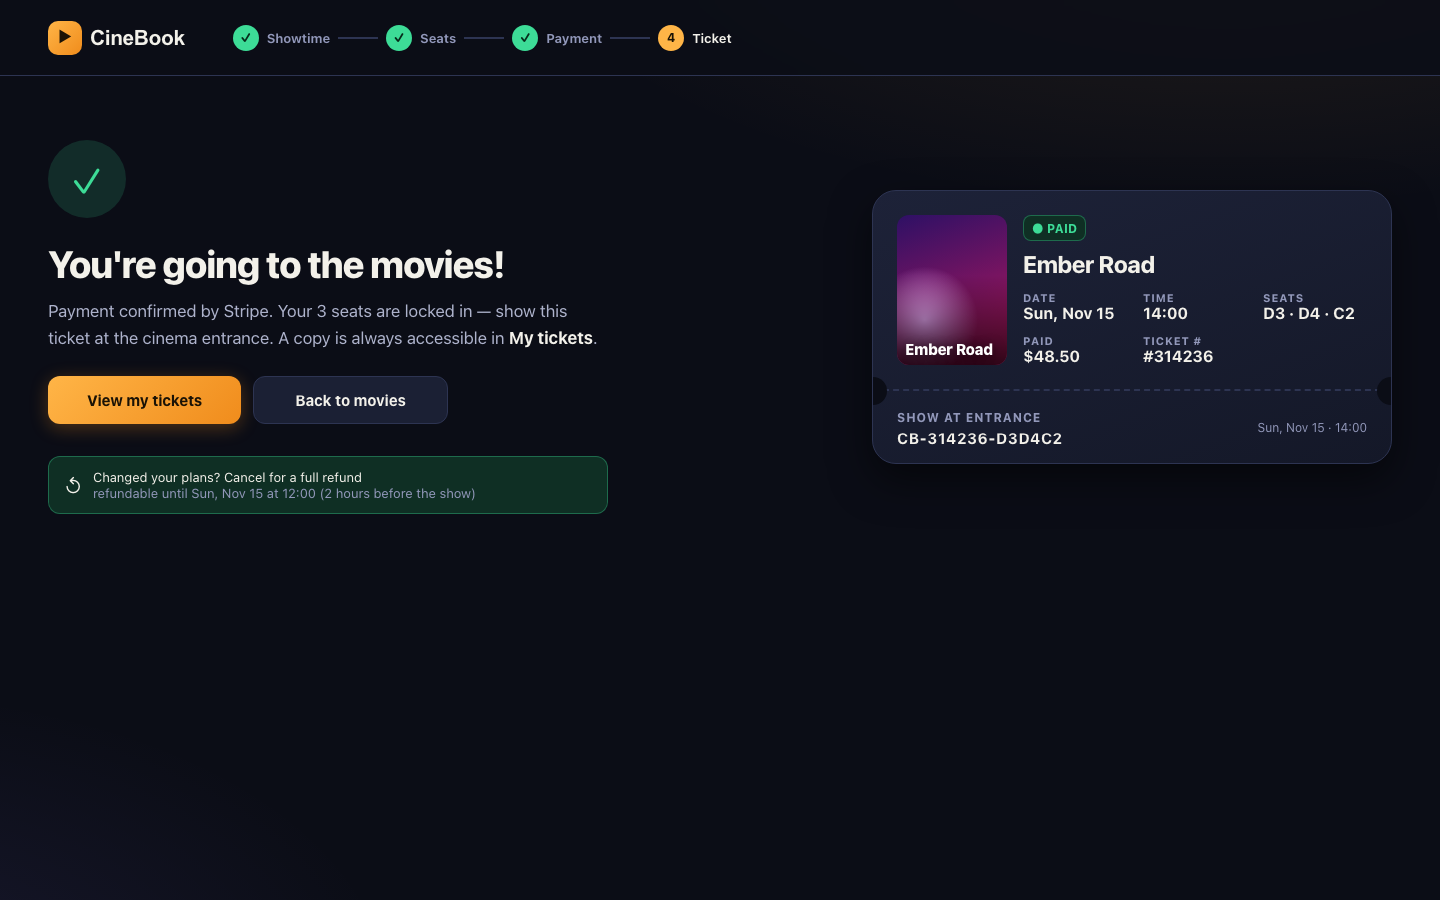 CineBook
Showtime
Seats
Payment
4 Ticket
You're going to the movies!
Payment confirmed by Stripe. Your 3 seats are locked in — show this
ticket at the cinema entrance. A copy is always accessible in My tickets.
View my tickets
Back to movies
Changed your plans? Cancel for a full refund
refundable until Sun, Nov 15 at 12:00 (2 hours before the show)
Ember Road
PAID
Ember Road
DATE TIME SEATS
Sun, Nov 15 14:00 D3 · D4 · C2
PAID TICKET #
$48.50 #314236
SHOW AT ENTRANCE
CB-314236-D3D4C2
Sun, Nov 15 · 14:00